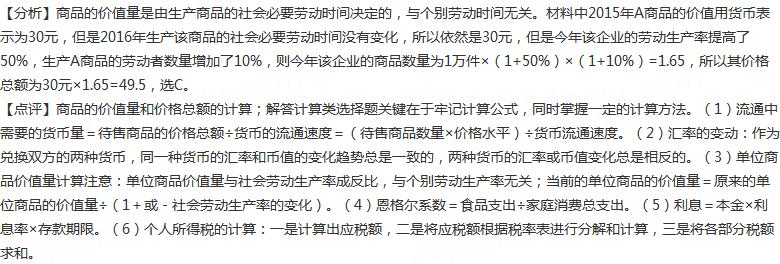 【分析】商品的价值量是由生产商品的社会必要劳动时间决定的，与个别劳动时间无关。材料中2015年A商品的价值用货币表
示为30元，但是2016年生产该商品的社会必要劳动时间没有变化，所以依然是30元，但是今年该企业的劳动生产率提高了
50%，生产A商品的劳动者数量增加了10%，则今年该企业的商品数量为1万件×（1+50%）×（1+10%）=1.65，所以其价格
总额为30元×1.65=49.5，选C。
【点评】商品的价值量和价格总额的计算；解答计算类选择题关键在于牢记计算公式，同时掌握一定的计算方法。（1）流通中
需要的货币量＝待售商品的价格总额÷货币的流通速度＝（待售商品数量×价格水平）÷货币流通速度。（2）汇率的变动：作为
兑换双方的两种货币，同一种货币的汇率和币值的变化趋势总是一致的，两种货币的汇率或币值变化总是相反的。（3）单位商
品价值量计算注意：单位商品价值量与社会劳动生产率成反比，与个别劳动生产率无关；当前的单位商品的价值量＝原来的单
位商品的价值量÷（1＋或－社会劳动生产率的变化）。（4）恩格尔系数＝食品支出÷家庭消费总支出。（5）利息＝本金×利
息率×存款期限。（6）个人所得税的计算：一是计算出应税额，二是将应税额根据税率表进行分解和计算，三是将各部分税额
求和。